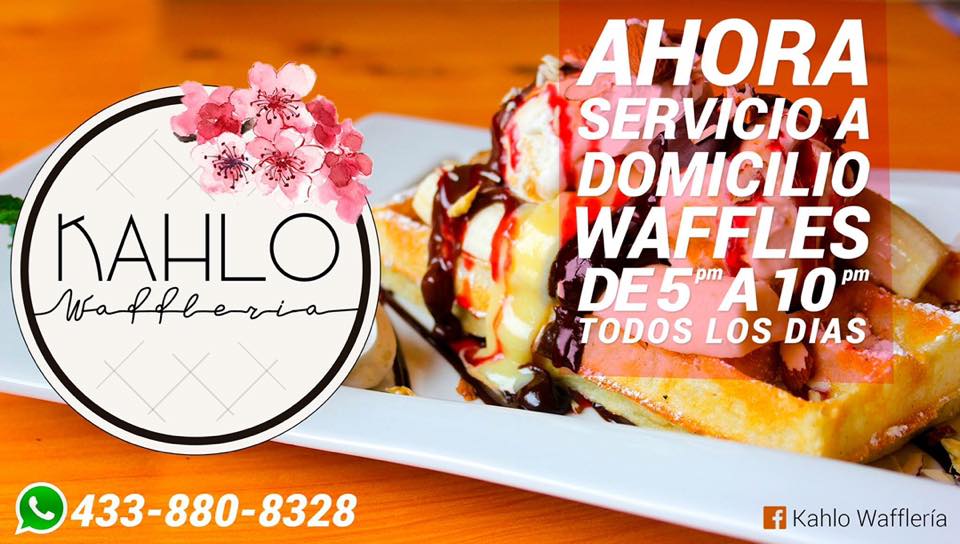 KAHLO
Waffleria
AHORA
SERVICIO A
DOMICILIO
WAFFLES
DE 5 pm A 10 pm
TODOS LOS DIAS
433-880-8328
Kahlo Wafflería